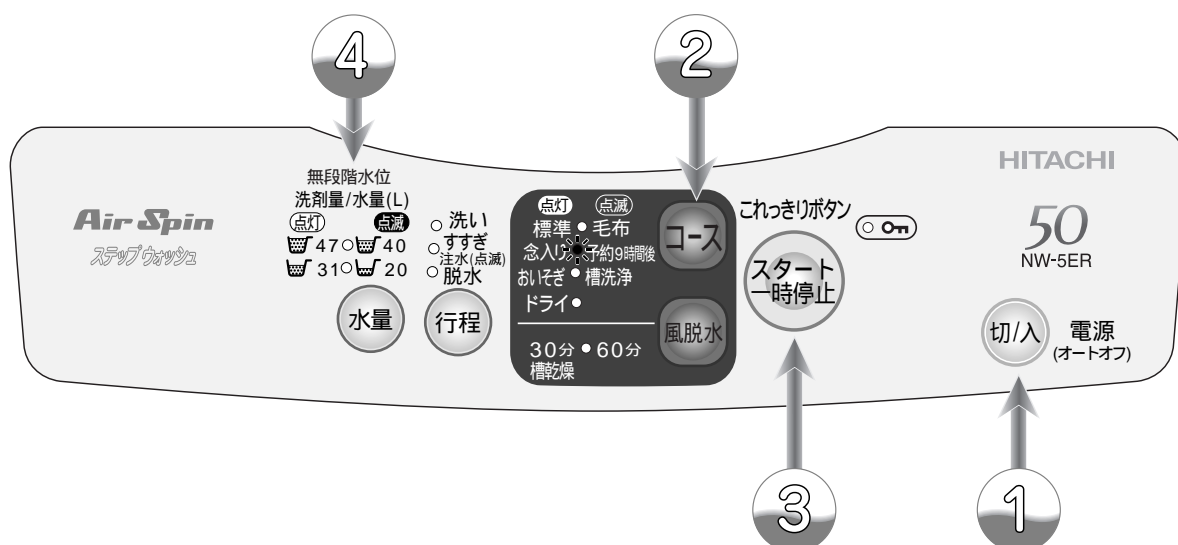 4
2
HITACHI
50
NW-5ER
Air Spin
ステップウォッシュ
無段階水位
洗剤量/水量(L)
点灯 点滅
47 40
31 20
水量
洗い
すすぎ
注水(点滅)
脱水
行程
点灯 点滅
標準 毛布
念入り 予約9時間後
おいそぎ 槽洗浄
ドライ
30分 60分
槽乾燥
コース
風脱水
これっきりボタン
スタート
一時停止
切/入
電源
(オートオフ)
3
1